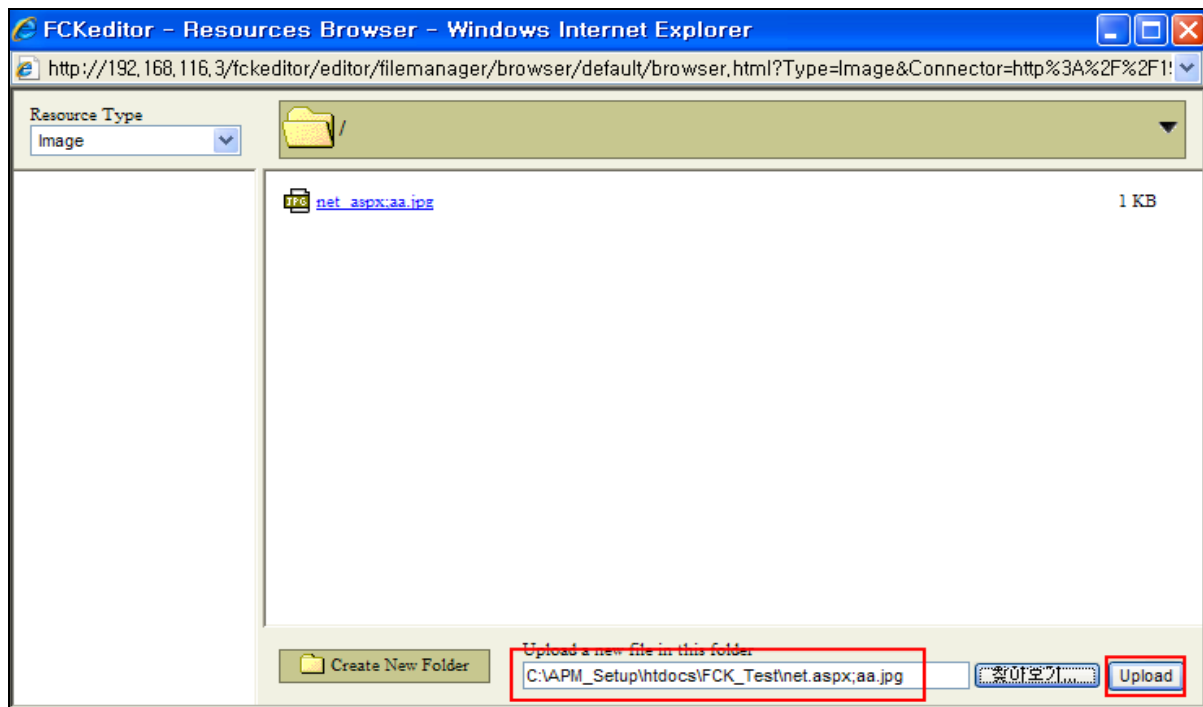 FCKeditor - Resources Browser - Windows Internet Explorer
http://192.168.116.3/fckeditor/editor/filemanager/browser/default/browser.html?Type=Image&Connector=http%3A%2F%2F1
Resource Type
Image
/
JPG net_aspx;aa.jpg 1 KB
Create New Folder
Upload a new file in this folder
C:\APM_Setup\htdocs\FCK_Test\net.aspx;aa.jpg 찾아보기... Upload